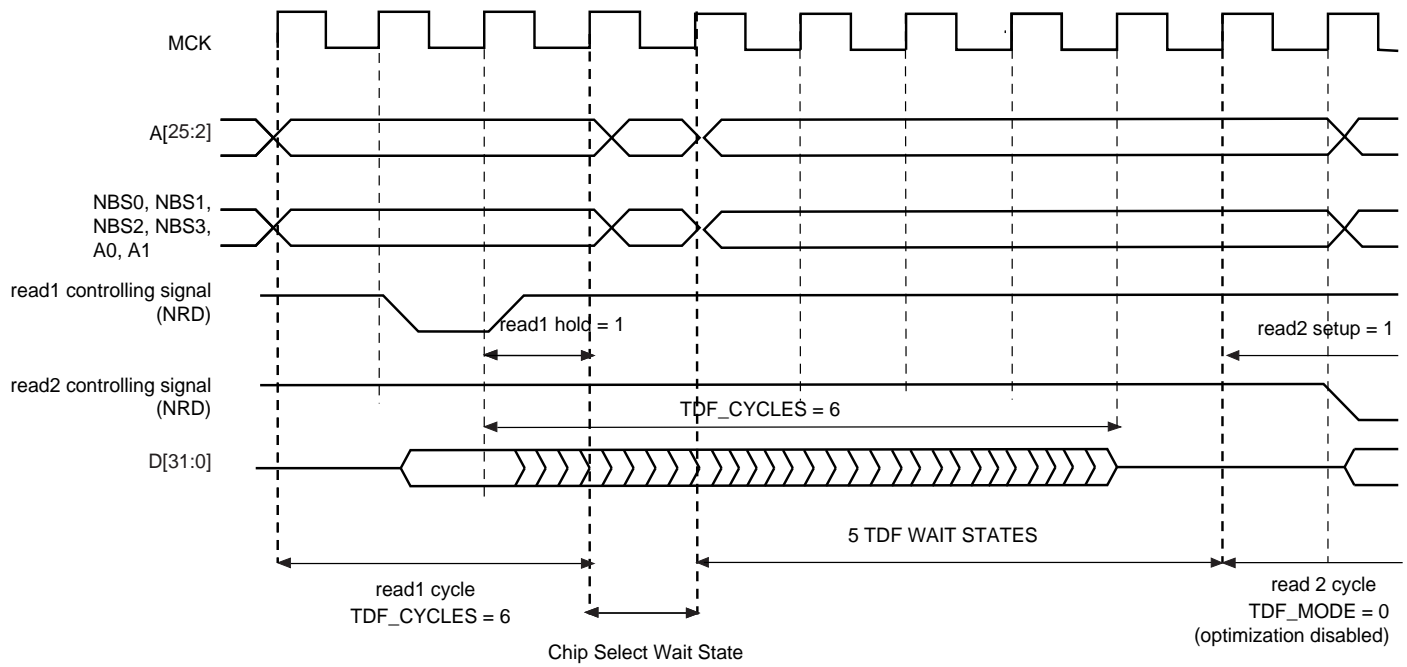 MCK
A[25:2]
NBS0, NBS1,
NBS2, NBS3,
A0, A1
read1 controlling signal
(NRD)
read1 hold = 1
read2 setup = 1
read2 controlling signal
(NRD)
TDF_CYCLES = 6
D[31:0]
5 TDF WAIT STATES
read1 cycle
TDF_CYCLES = 6
Chip Select Wait State
read 2 cycle
TDF_MODE = 0
(optimization disabled)